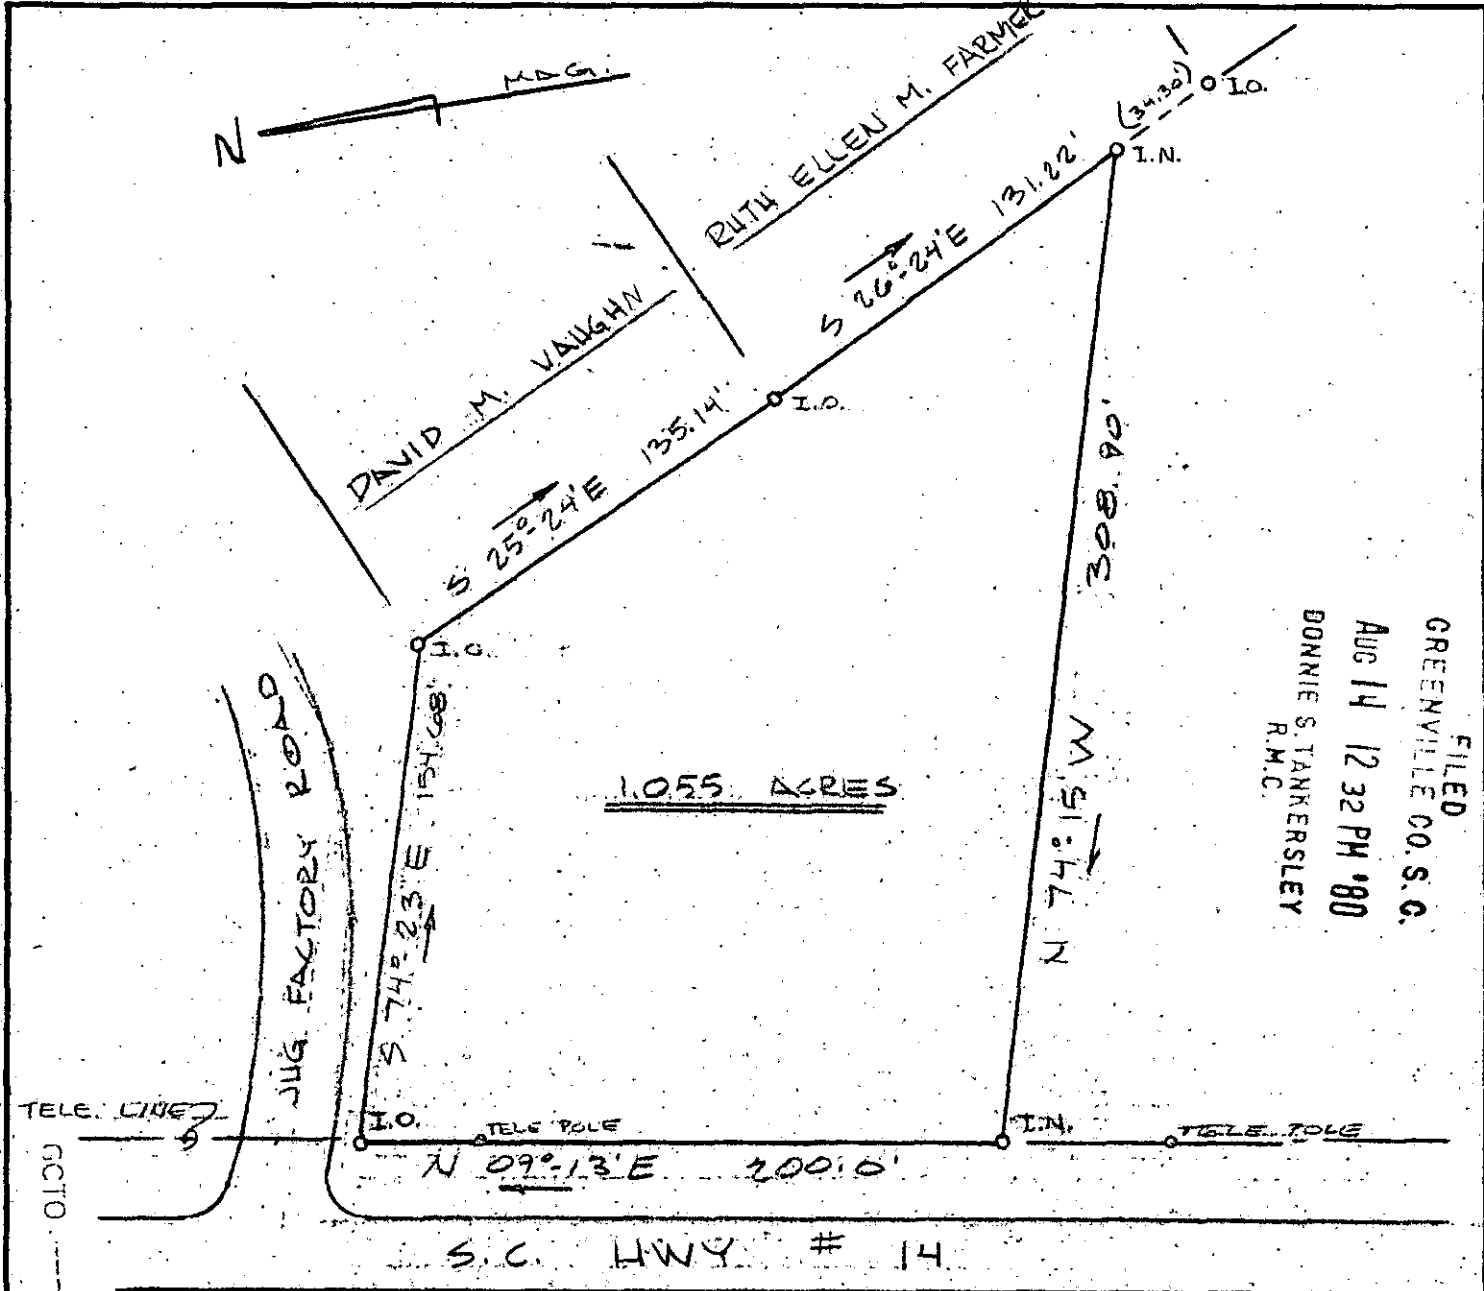 MAG.
N
RUTH ELLEN M. FARMER
(34.30')
I.O.
I.N.
S 26°-24'E 131.22'
DAVID M. VAUGHN
I.O.
S 25°-24'E 135.14'
308.90'
N 74°:15' W
I.O.
JUG FACTORY ROAD
S 74°-23' E 154.68'
1.055 ACRES
FILED
GREENVILLE CO. S. C.
AUG 14 12 32 PM '80
DONNIE S. TANKERSLEY
R.M.C.
TELE. LINE
I.O.
TELE POLE
I.N.
TELE. POLE
N 09°-13'E 200.0'
GCTO
S.C. HWY # 14